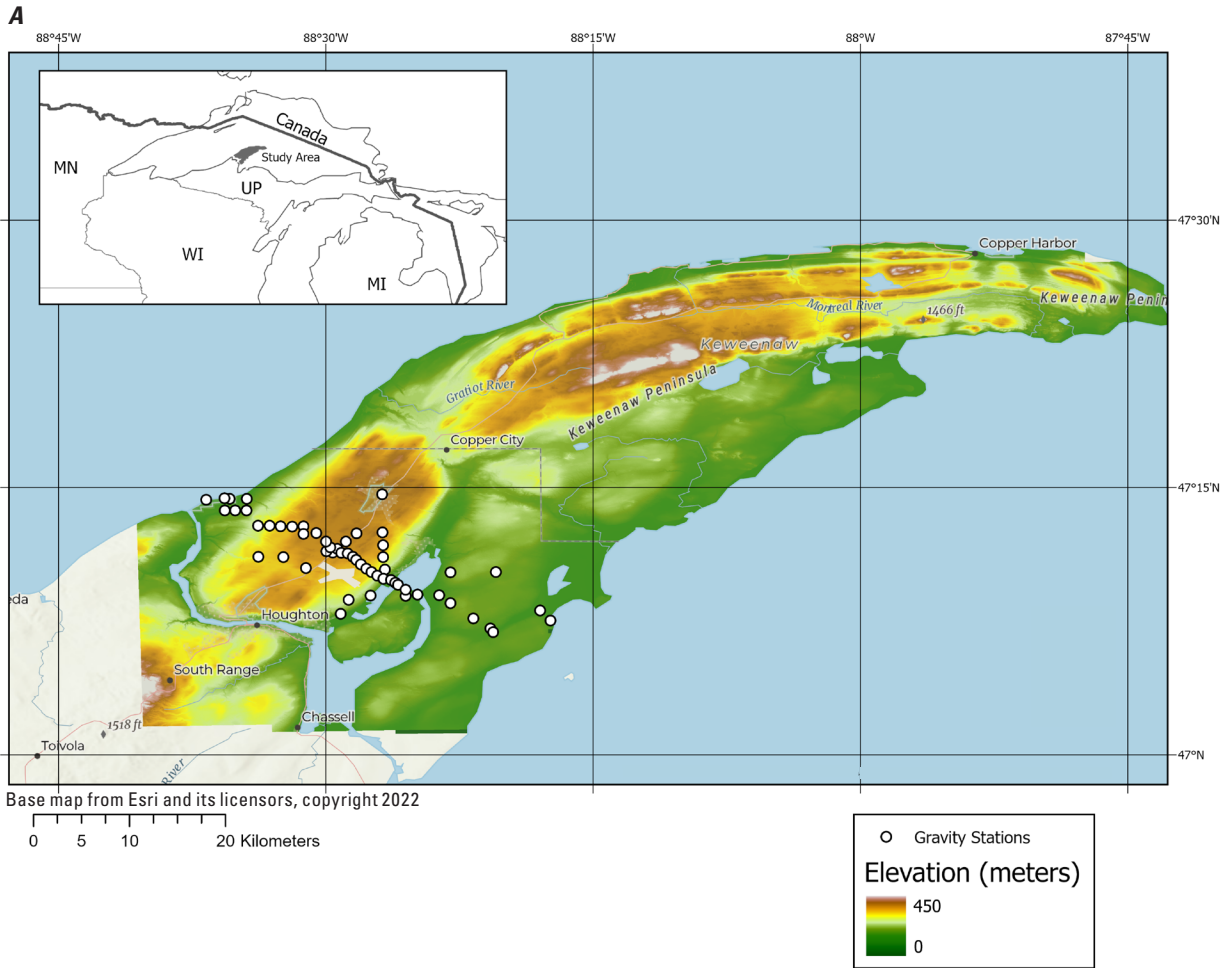 A
88°45'W
88°30'W
88°15'W
88°W
87°45'W
Canada
MN
Study Area
UP
WI
MI
47°30'N
Copper Harbor
Keweenaw Penin
Montreal River
1466 ft
Keweenaw
Gratiot River
Keweenaw Peninsula
Copper City
47°15'N
eda
Houghton
South Range
Chassell
1518 ft
Toivola
River
47°N
Base map from Esri and its licensors, copyright 2022
0 5 10 20 Kilometers
Gravity Stations
Elevation (meters)
450
0